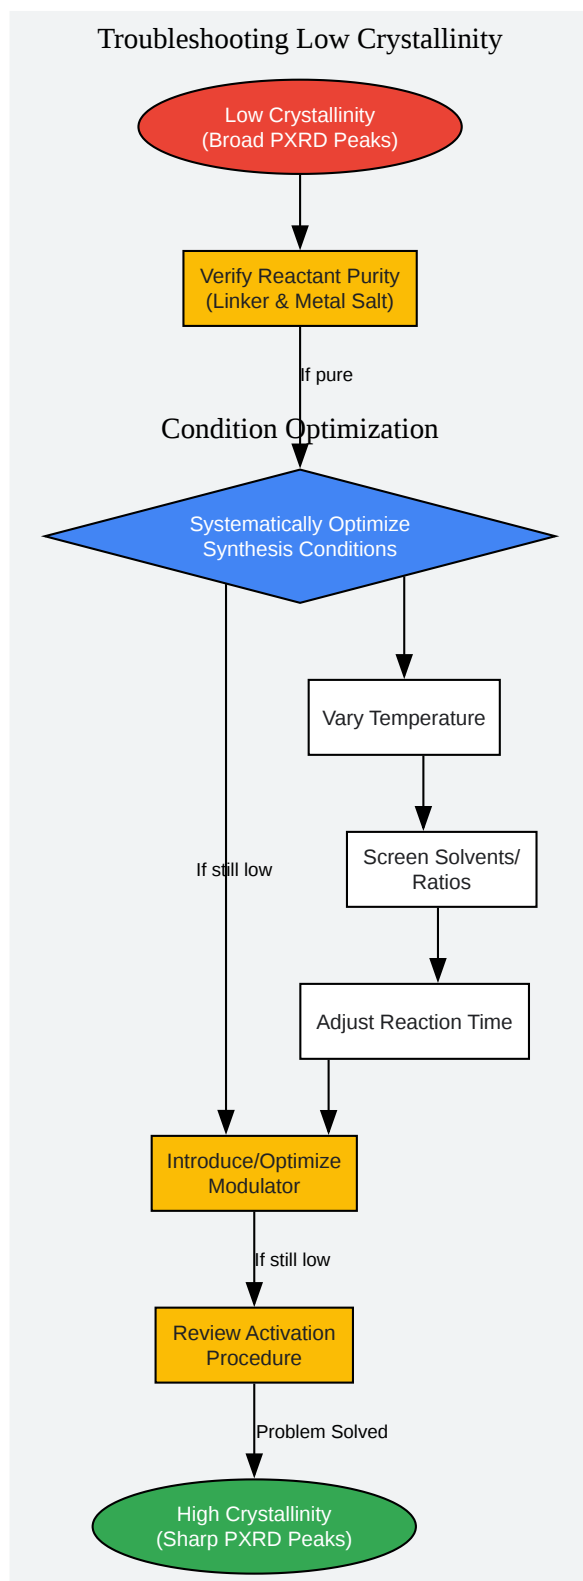 Troubleshooting Low Crystallinity
Low Crystallinity
(Broad PXRD Peaks)
Verify Reactant Purity
(Linker & Metal Salt)
If pure
Condition Optimization
Systematically Optimize
Synthesis Conditions
Vary Temperature
Screen Solvents/
Ratios
If still low
Adjust Reaction Time
Introduce/Optimize
Modulator
If still low
Review Activation
Procedure
Problem Solved
High Crystallinity
(Sharp PXRD Peaks)